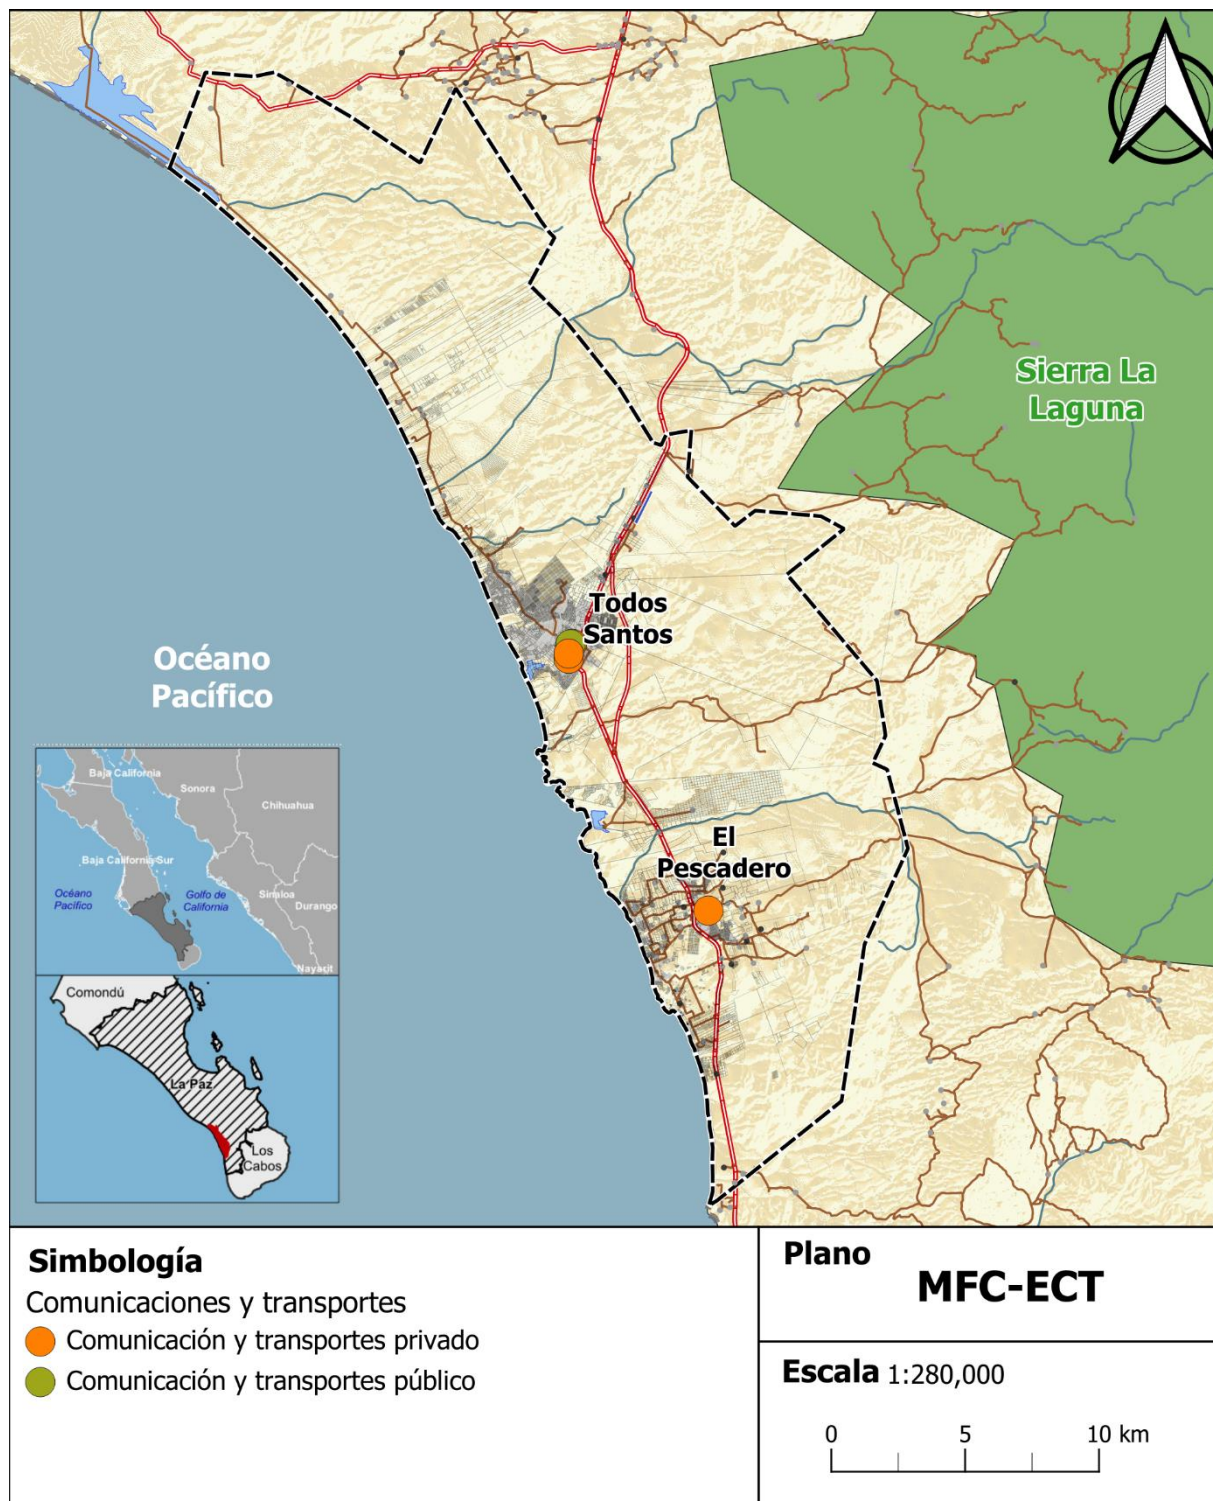 Sierra La
Laguna
Todos
Santos
Océano
Pacífico
El
Pescadero
Baja California
Sonora
Chihuahua
Baja California Sur
Océano
Pacífico
Golfo de
California
Sinaloa
Durango
Nayarit
Comondú
La Paz
Los
Cabos
Simbología
Comunicaciones y transportes
Comunicación y transportes privado
Comunicación y transportes público
Plano
MFC-ECT
Escala 1:280,000
0 5 10 km